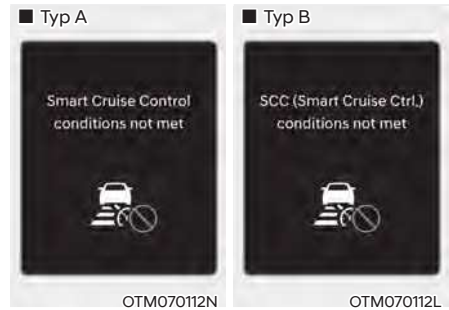 ■ Typ A
Smart Cruise Control
conditions not met
OTM070112N
■ Typ B
SCC (Smart Cruise Ctrl.)
conditions not met
OTM070112L